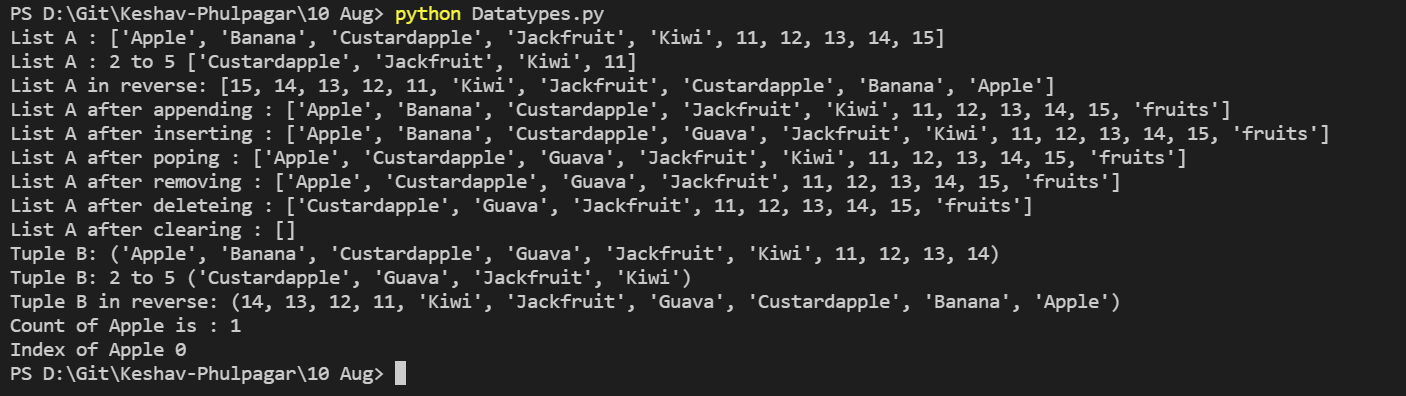 PS D:\Git\Keshav-Phulpagar\10 Aug> python Datatypes.py
List A : ['Apple', 'Banana', 'Custardapple', 'Jackfruit', 'Kiwi', 11, 12, 13, 14, 15]
List A : 2 to 5 ['Custardapple', 'Jackfruit', 'Kiwi', 11]
List A in reverse: [15, 14, 13, 12, 11, 'Kiwi', 'Jackfruit', 'Custardapple', 'Banana', 'Apple']
List A after appending : ['Apple', 'Banana', 'Custardapple', 'Jackfruit', 'Kiwi', 11, 12, 13, 14, 15, 'fruits']
List A after inserting : ['Apple', 'Banana', 'Custardapple', 'Guava', 'Jackfruit', 'Kiwi', 11, 12, 13, 14, 15, 'fruits']
List A after poping : ['Apple', 'Custardapple', 'Guava', 'Jackfruit', 'Kiwi', 11, 12, 13, 14, 15, 'fruits']
List A after removing : ['Apple', 'Custardapple', 'Guava', 'Jackfruit', 11, 12, 13, 14, 15, 'fruits']
List A after deleteing : ['Custardapple', 'Guava', 'Jackfruit', 11, 12, 13, 14, 15, 'fruits']
List A after clearing : []
Tuple B: ('Apple', 'Banana', 'Custardapple', 'Guava', 'Jackfruit', 'Kiwi', 11, 12, 13, 14)
Tuple B: 2 to 5 ('Custardapple', 'Guava', 'Jackfruit', 'Kiwi')
Tuple B in reverse: (14, 13, 12, 11, 'Kiwi', 'Jackfruit', 'Guava', 'Custardapple', 'Banana', 'Apple')
Count of Apple is : 1
Index of Apple 0
PS D:\Git\Keshav-Phulpagar\10 Aug>